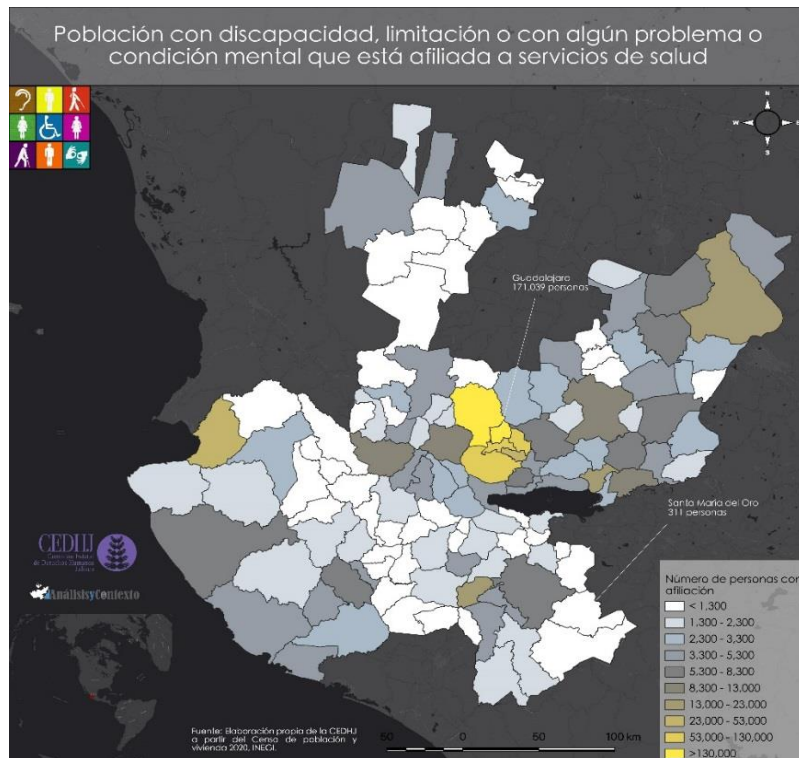 Población con discapacidad, limitación o con algún problema o
condición mental que está afiliada a servicios de salud
N
W
E
S
Guadalajara
171,039 personas
Santa María del Oro
311 personas
CEDHJ
AnálisisyContexto
Número de personas con
afiliación
< 1,300
1,300 - 2,300
2,300 - 3,300
3,300 - 5,300
5,300 - 8,300
8,300 - 13,000
13,000 - 23,000
23,000 - 53,000
53,000 - 130,000
>130,000
Fuente: Elaboración propia de la CEDHJ
a partir del Censo de población y
vivienda 2020, INEGI.
50 0 50 100 km